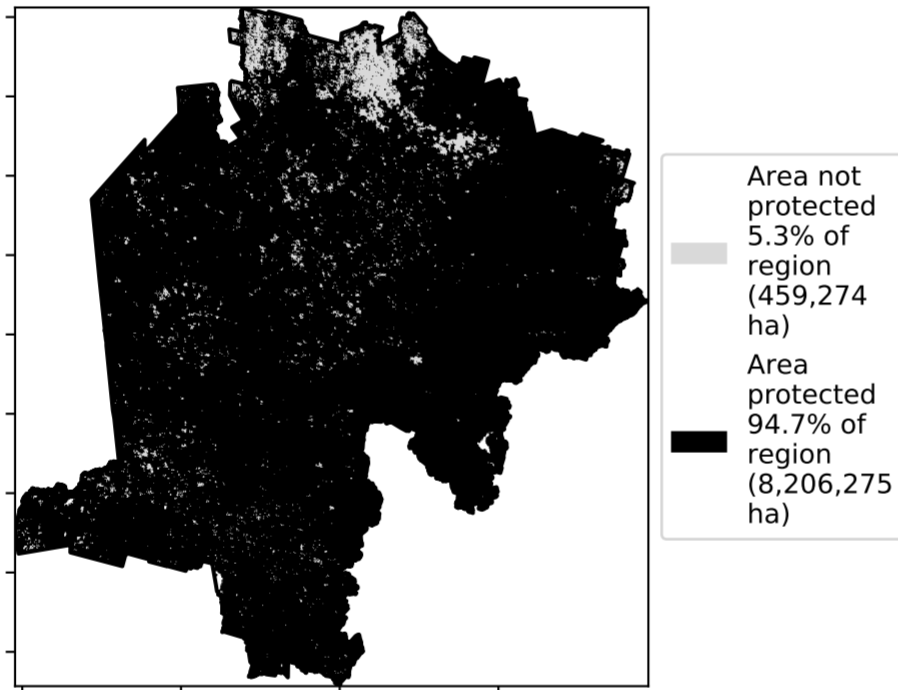 Area not
protected
5.3% of
region
(459,274
ha)
Area
protected
94.7% of
region
(8,206,275
ha)